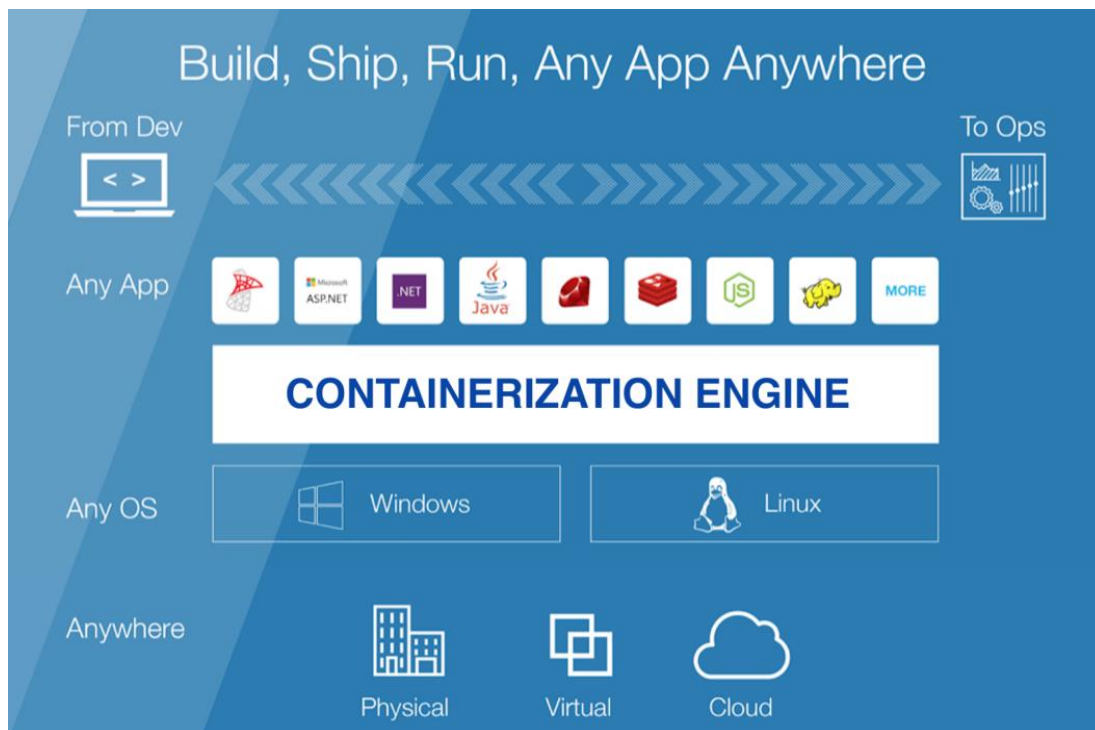 Build, Ship, Run, Any App Anywhere
From Dev
To Ops
< >
Any App
Microsoft
ASP.NET
.NET
Java
JS
MORE
CONTAINERIZATION ENGINE
Any OS
Windows
Linux
Anywhere
Physical
Virtual
Cloud